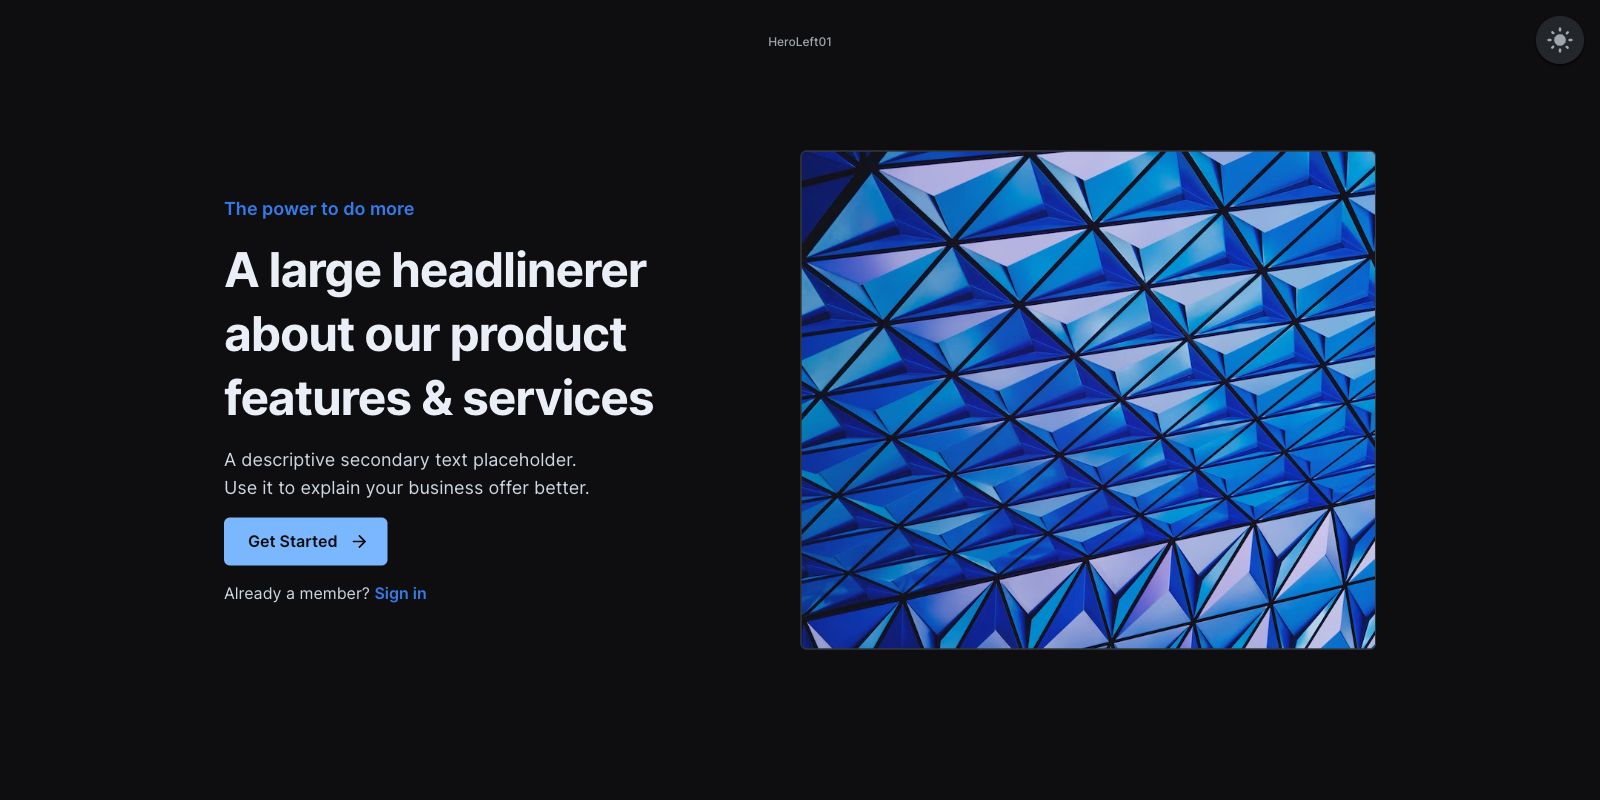 HeroLeft01
The power to do more
A large headlinerer
about our product
features & services
A descriptive secondary text placeholder.
Use it to explain your business offer better.
Get Started
Already a member? Sign in